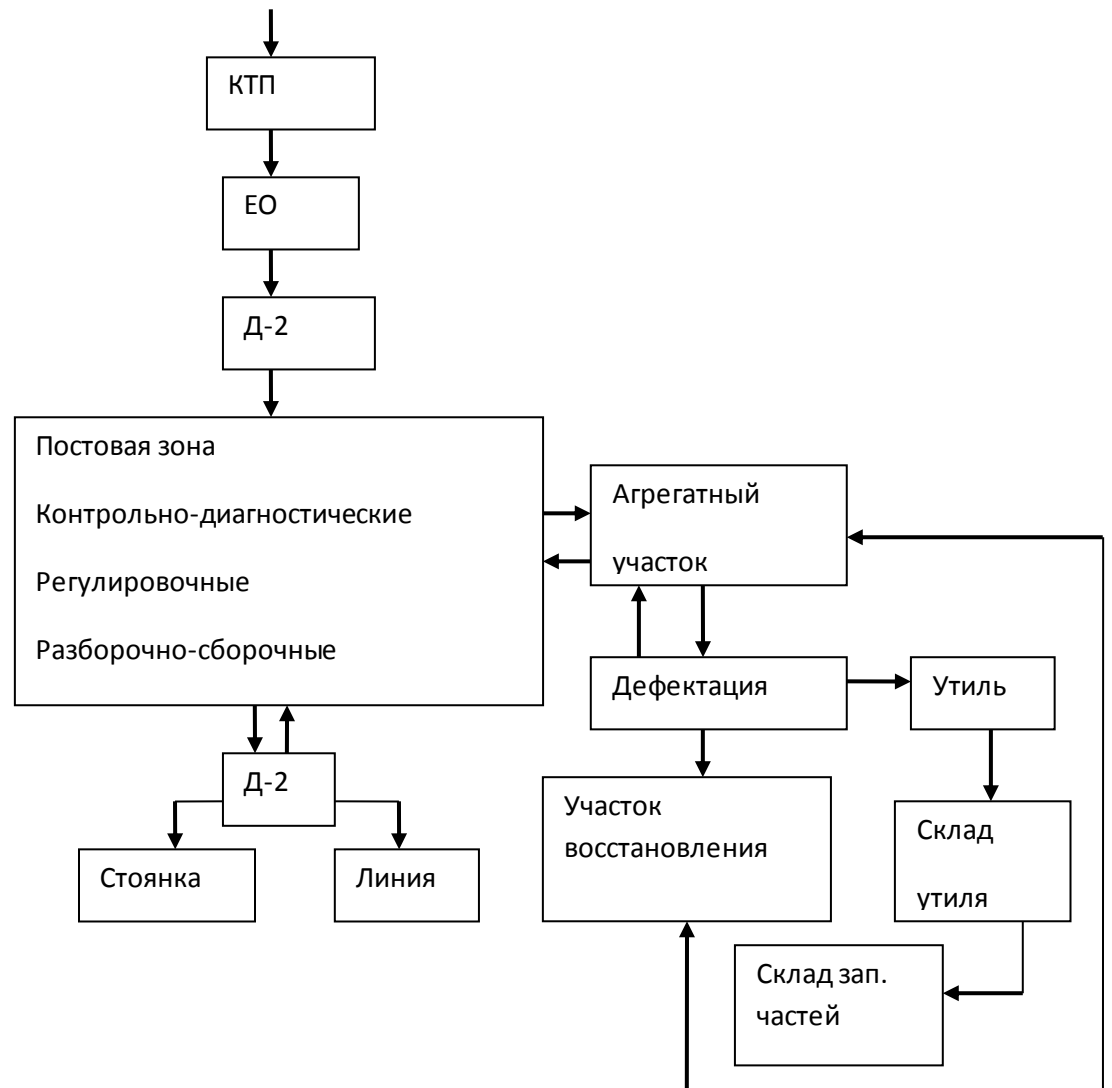 КТП
ЕО
Д-2
Постовая зона
Контрольно-диагностические
Регулировочные
Разборочно-сборочные
Агрегатный
участок
Дефектация
Утиль
Д-2
Стоянка
Линия
Участок
восстановления
Склад
утиля
Склад зап.
частей